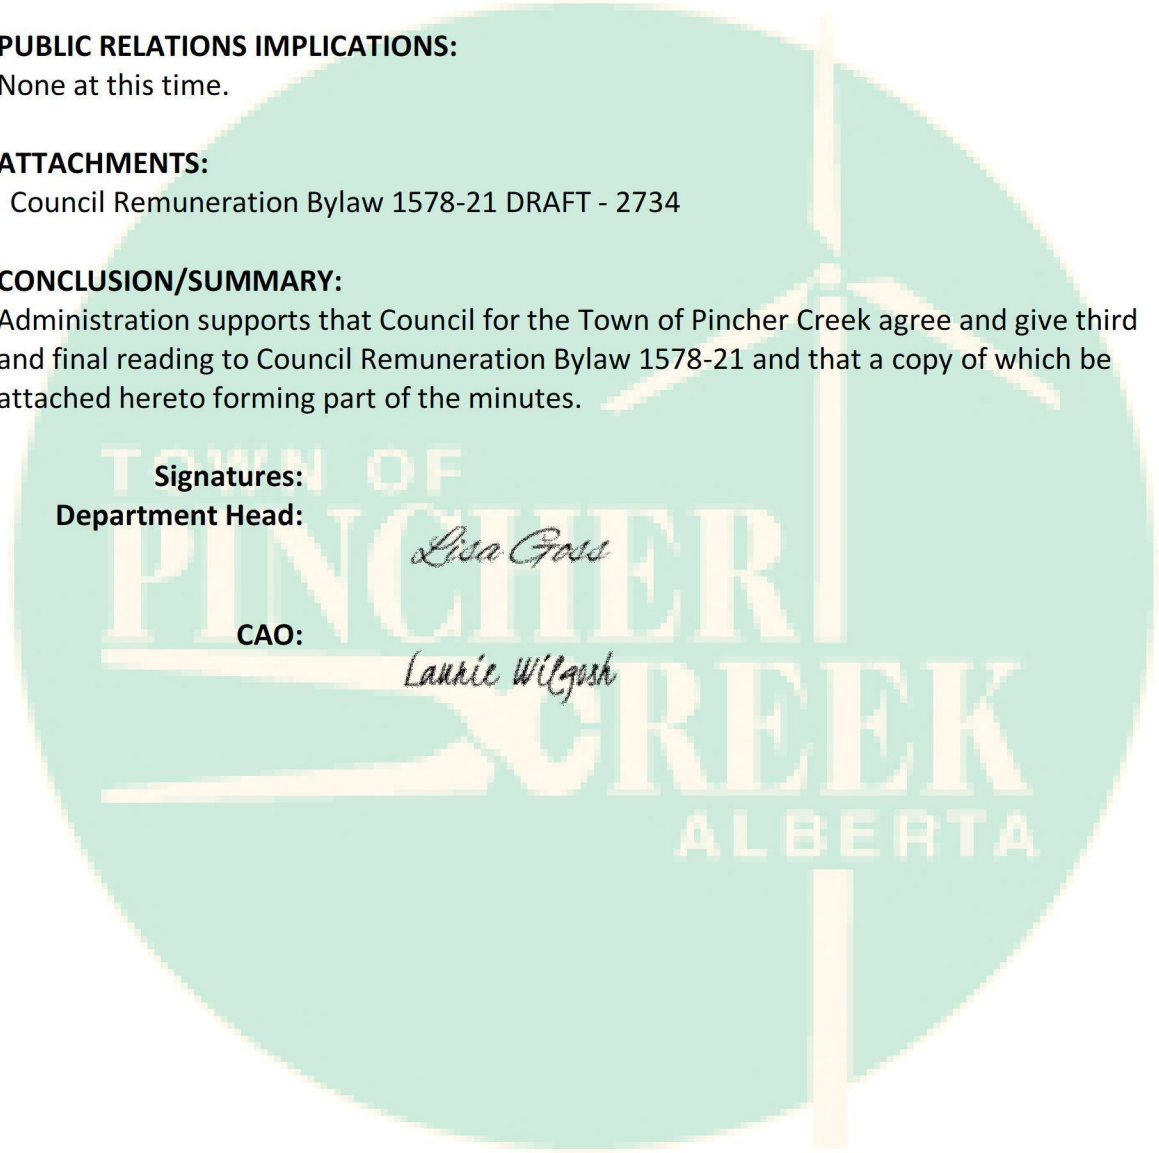 PUBLIC RELATIONS IMPLICATIONS:
None at this time.
ATTACHMENTS:
Council Remuneration Bylaw 1578-21 DRAFT - 2734
CONCLUSION/SUMMARY:
Administration supports that Council for the Town of Pincher Creek agree and give third
and final reading to Council Remuneration Bylaw 1578-21 and that a copy of which be
attached hereto forming part of the minutes.
TOWN OF
Signatures:
Department Head:
PINCHER
Lisa Goss
CAO:
Laurie Wilgosh
CREEK
ALBERTA